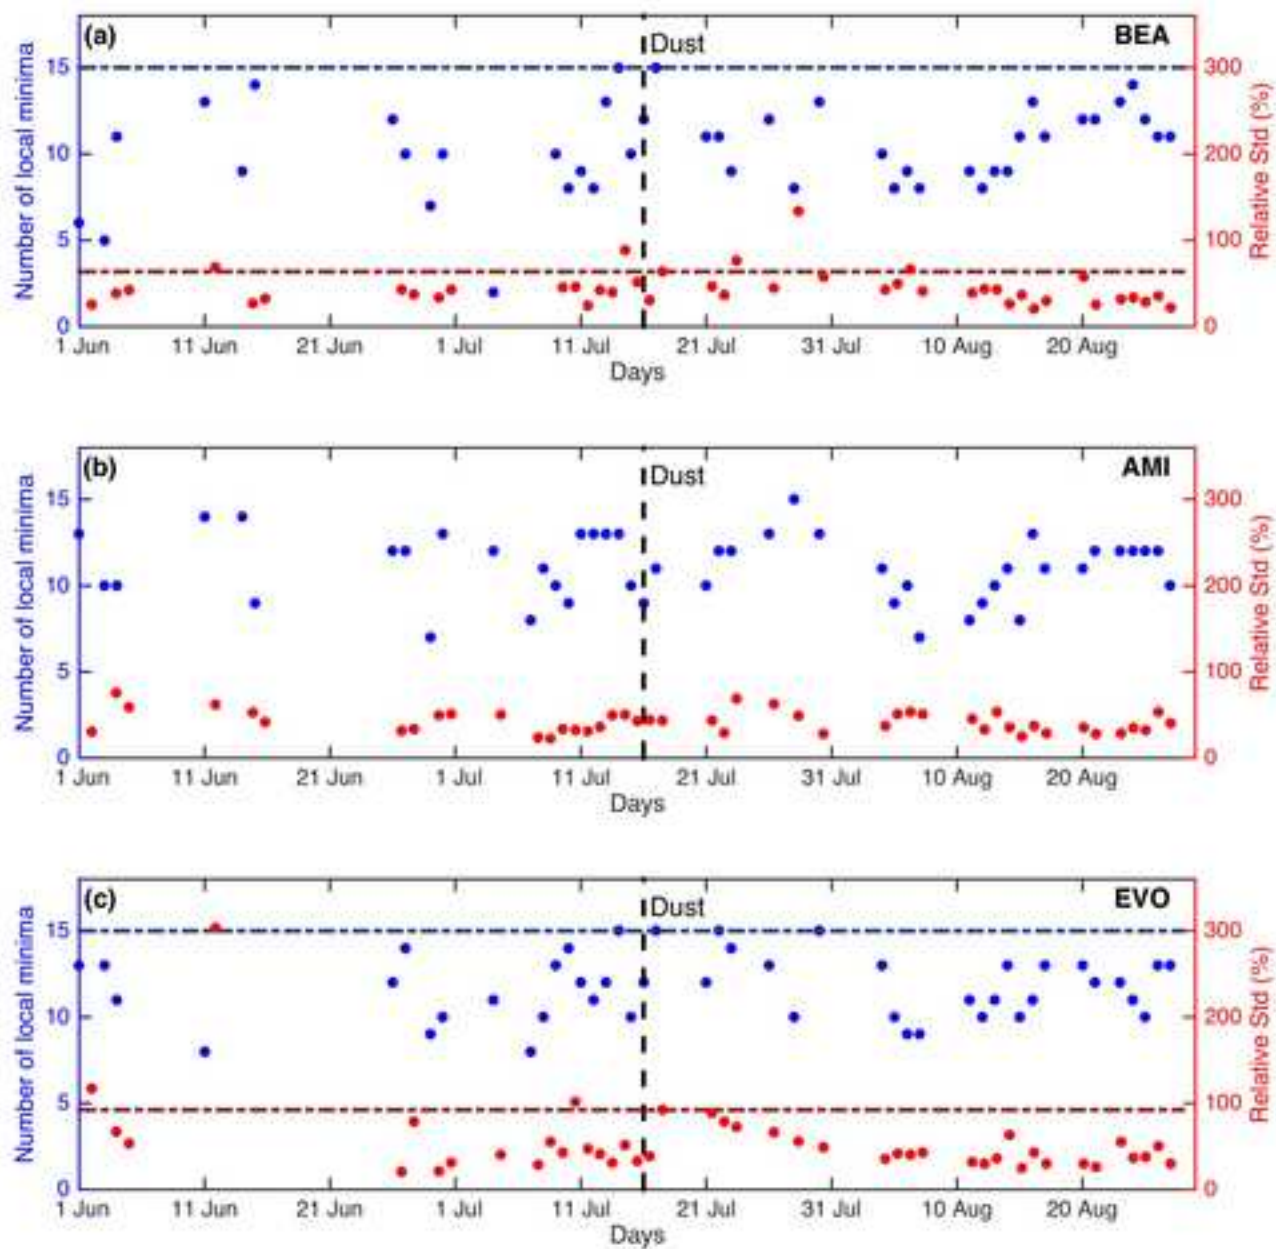 (a)
BEA
Dust
Number of local minima
15
10
5
0
300
200
100
0
Relative Std (%)
1 Jun 11 Jun 21 Jun 1 Jul 11 Jul 21 Jul 31 Jul 10 Aug 20 Aug
Days
(b)
AMI
Dust
Number of local minima
15
10
5
0
300
200
100
0
Relative Std (%)
1 Jun 11 Jun 21 Jun 1 Jul 11 Jul 21 Jul 31 Jul 10 Aug 20 Aug
Days
(c)
EVO
Dust
Number of local minima
15
10
5
0
300
200
100
0
Relative Std (%)
1 Jun 11 Jun 21 Jun 1 Jul 11 Jul 21 Jul 31 Jul 10 Aug 20 Aug
Days